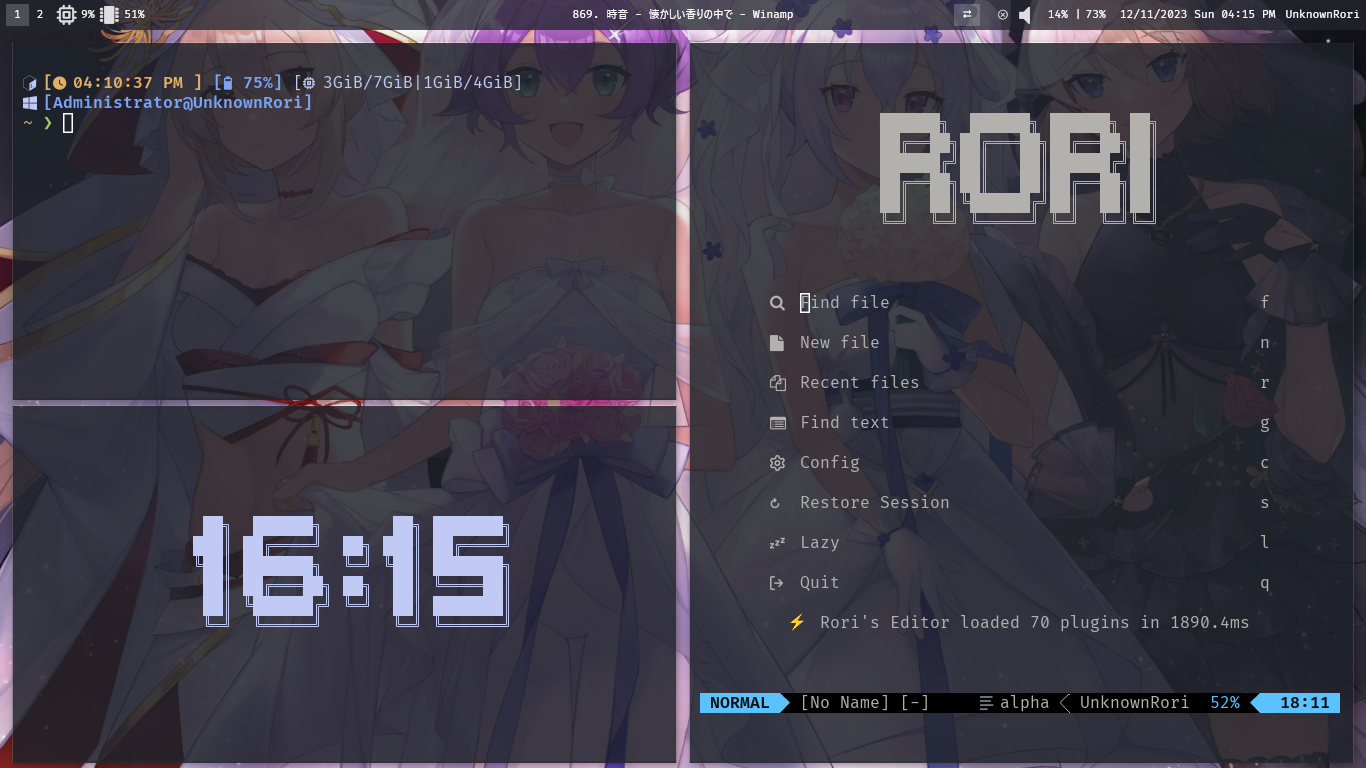 1 2 9% 51% 869. 時音 - 懐かしい香りの中で - Winamp 14% | 73% 12/11/2023 Sun 04:15 PM UnknownRori
[ 04:10:37 PM ] [ 75%] [ 3GiB/7GiB|1GiB/4GiB]
[Administrator@UnknownRori]
~ ❯
16:15
RORI
Find file f
New file n
Recent files r
Find text g
Config c
Restore Session s
Lazy l
Quit q
⚡ Rori's Editor loaded 70 plugins in 1890.4ms
NORMAL [No Name] [-] alpha UnknownRori 52% 18:11